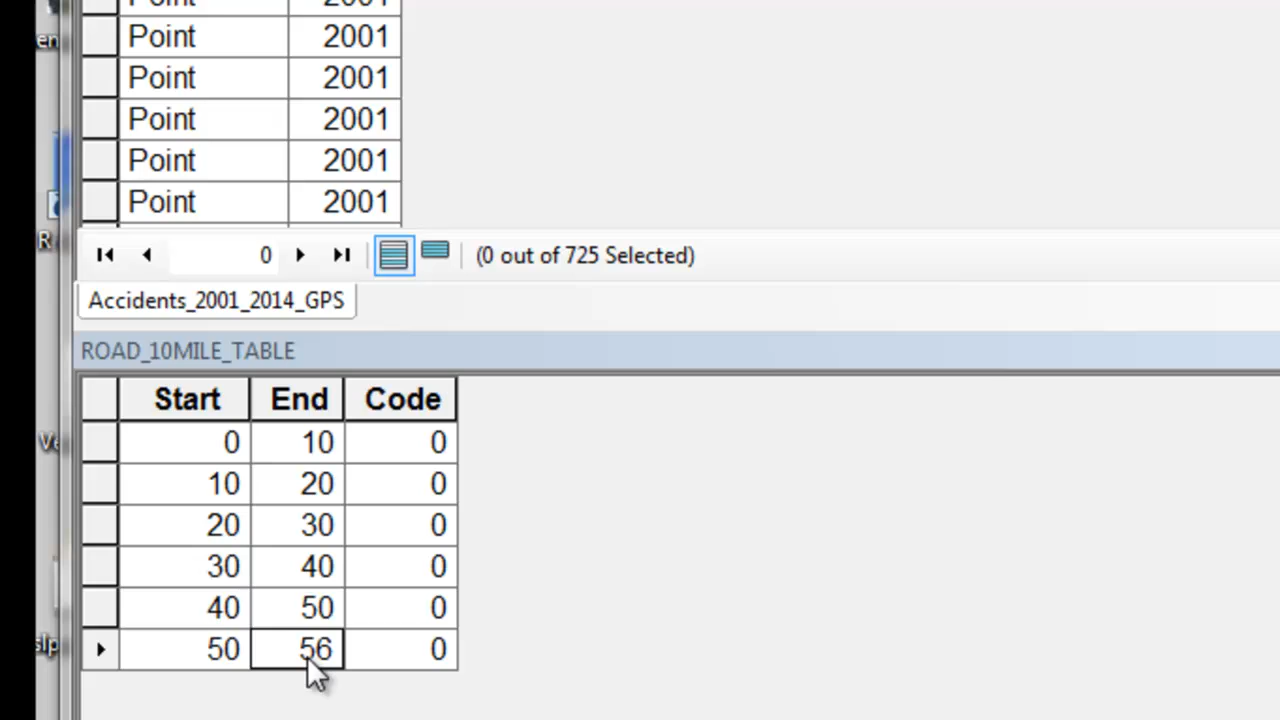 Point 2001
Point 2001
Point 2001
Point 2001
Point 2001
Point 2001
0 (0 out of 725 Selected)
Accidents_2001_2014_GPS
ROAD_10MILE_TABLE
Start End Code
0 10 0
10 20 0
20 30 0
30 40 0
40 50 0
50 56 0